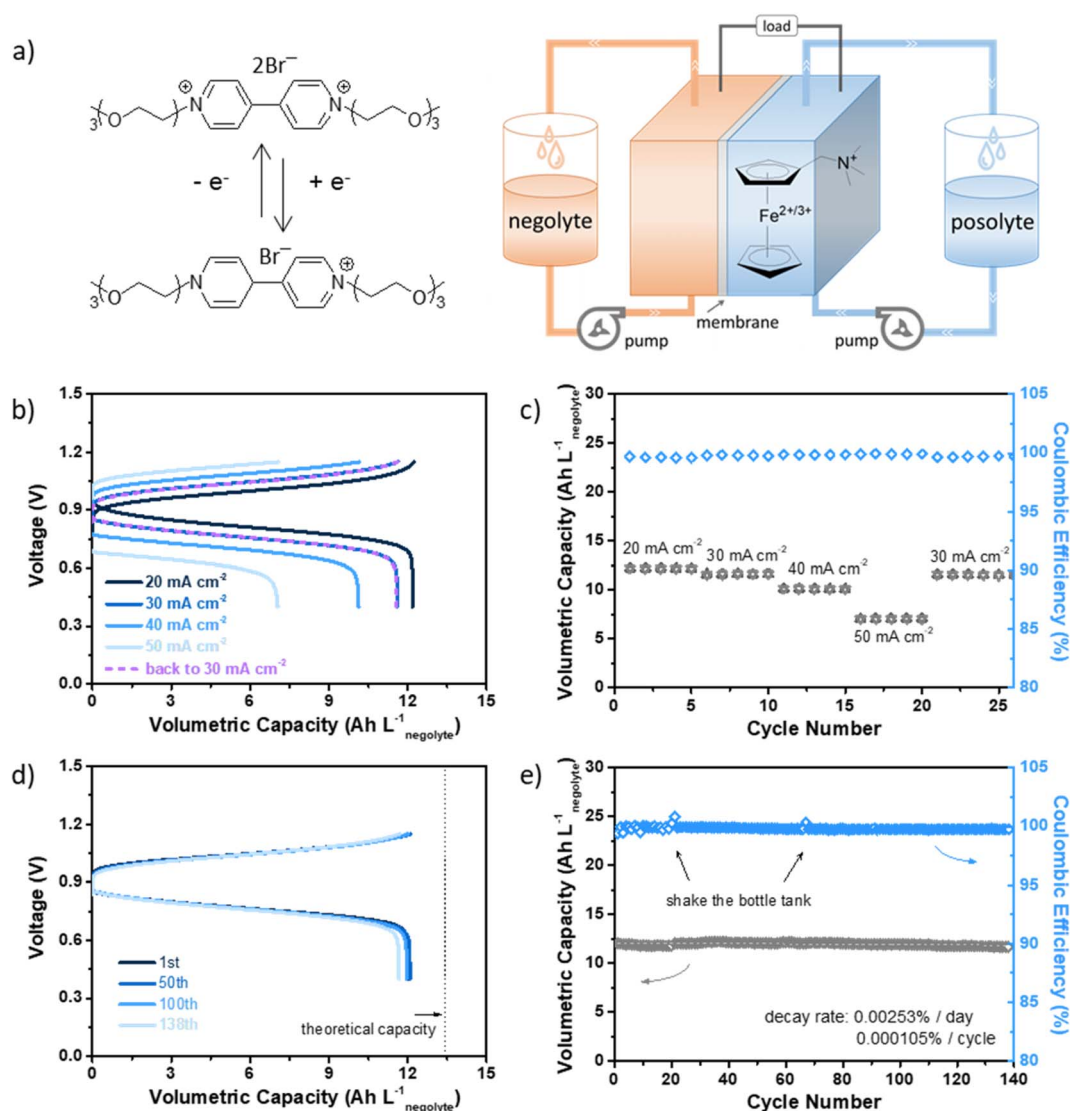 a)
2Br⁻
⊕ ⊕
3 O N N O 3
- e⁻ + e⁻
Br⁻
⊕
3 O N N O 3
load
negolyte
posolyte
N⁺
Fe²⁺/³⁺
membrane
pump
pump
b)
Voltage (V)
1.5
1.2
0.9
0.6
0.3
0.0
20 mA cm⁻²
30 mA cm⁻²
40 mA cm⁻²
50 mA cm⁻²
back to 30 mA cm⁻²
0 3 6 9 12 15
Volumetric Capacity (Ah L⁻¹negolyte)
c)
Volumetric Capacity (Ah L⁻¹negolyte)
30
25
20
15
10
5
0
20 mA cm⁻²
30 mA cm⁻²
40 mA cm⁻²
50 mA cm⁻²
30 mA cm⁻²
105
100
95
90
85
80
Coulombic Efficiency (%)
0 5 10 15 20 25
Cycle Number
d)
Voltage (V)
1.5
1.2
0.9
0.6
0.3
0.0
1st
50th
100th
138th
theoretical capacity
0 3 6 9 12 15
Volumetric Capacity (Ah L⁻¹negolyte)
e)
Volumetric Capacity (Ah L⁻¹negolyte)
30
25
20
15
10
5
0
shake the bottle tank
decay rate: 0.00253% / day
0.000105% / cycle
105
100
95
90
85
80
Coulombic Efficiency (%)
0 20 40 60 80 100 120 140
Cycle Number